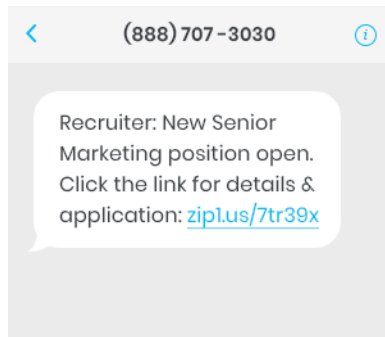 (888) 707-3030
Recruiter: New Senior
Marketing position open.
Click the link for details &
application: zip1.us/7tr39x